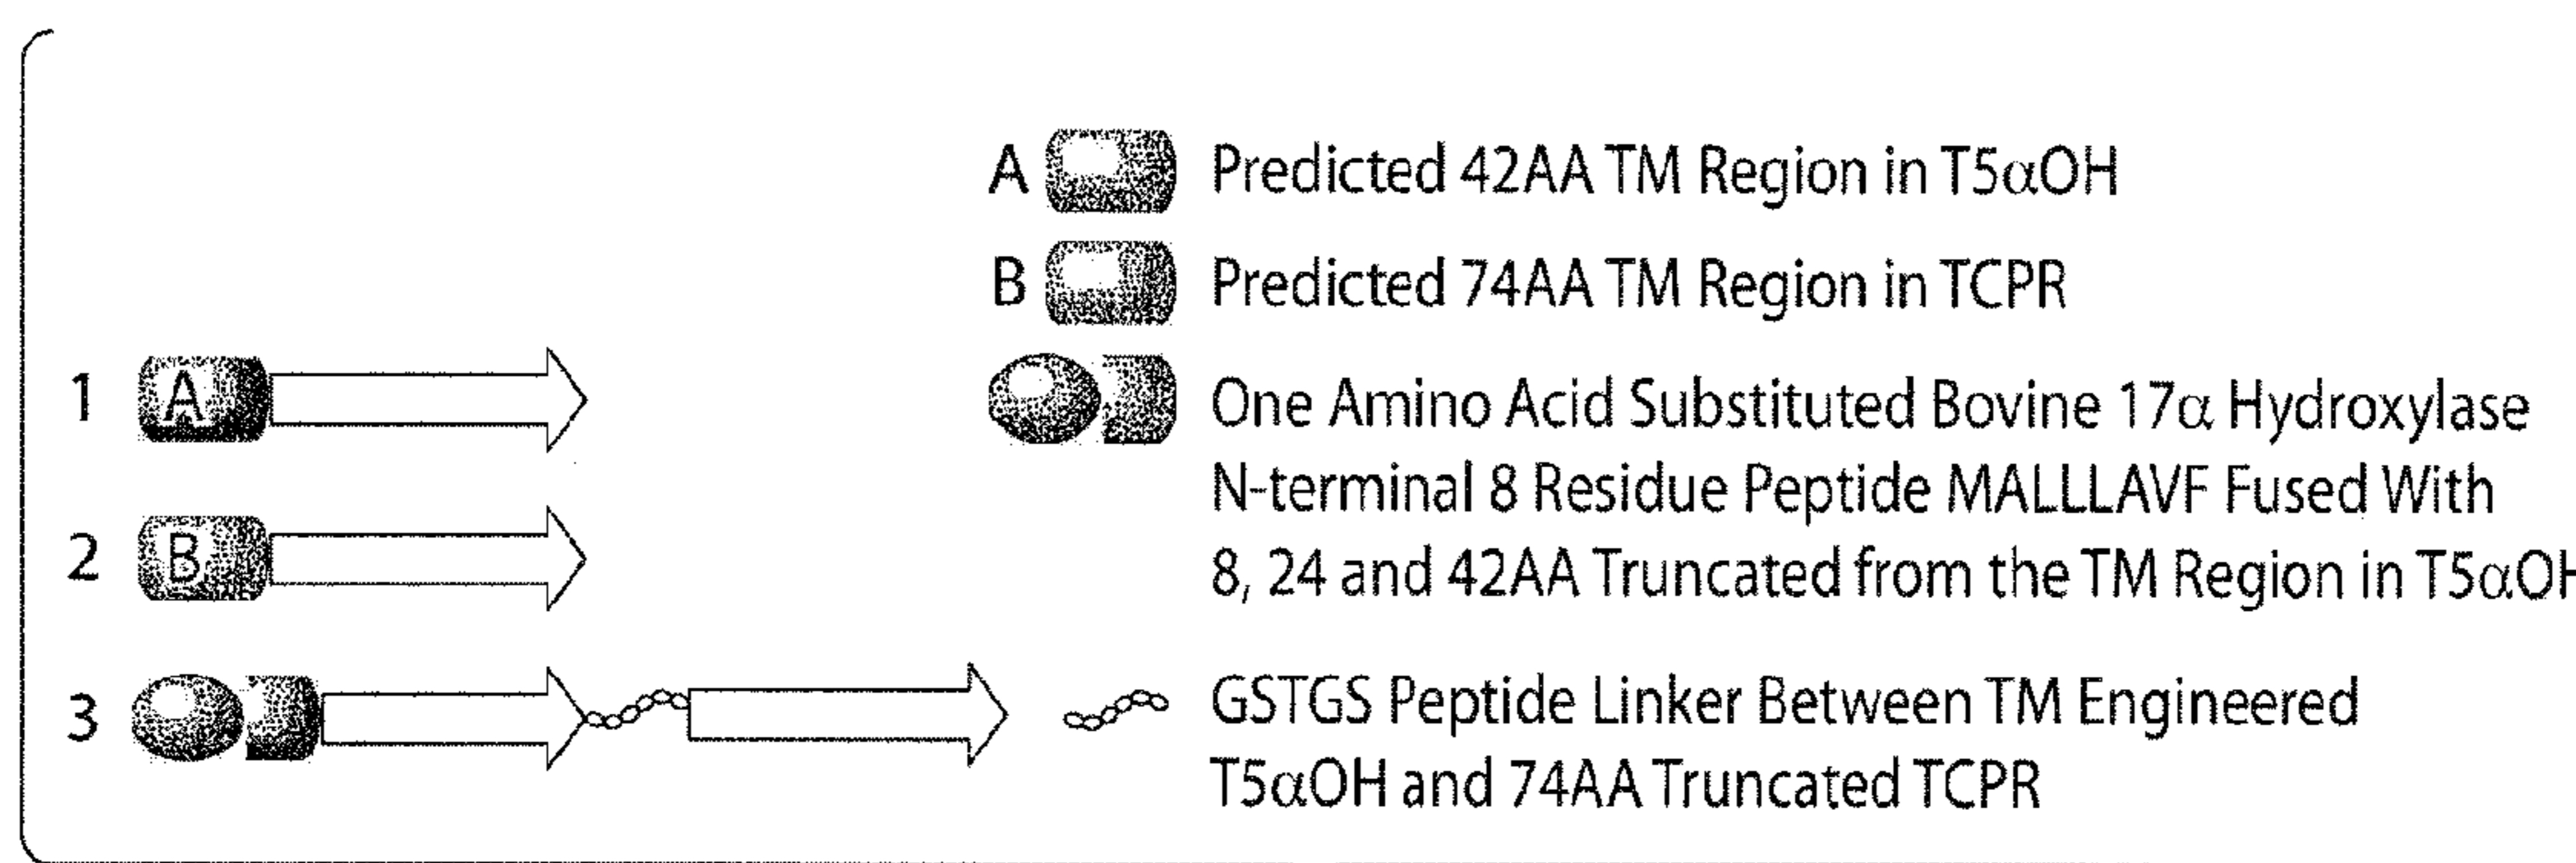 A Predicted 42AA TM Region in T5αOH
B Predicted 74AA TM Region in TCPR
1 A
One Amino Acid Substituted Bovine 17α Hydroxylase
N-terminal 8 Residue Peptide MALLLAVF Fused With
2 B
8, 24 and 42AA Truncated from the TM Region in T5αOH
3
GSTGS Peptide Linker Between TM Engineered
T5αOH and 74AA Truncated TCPR